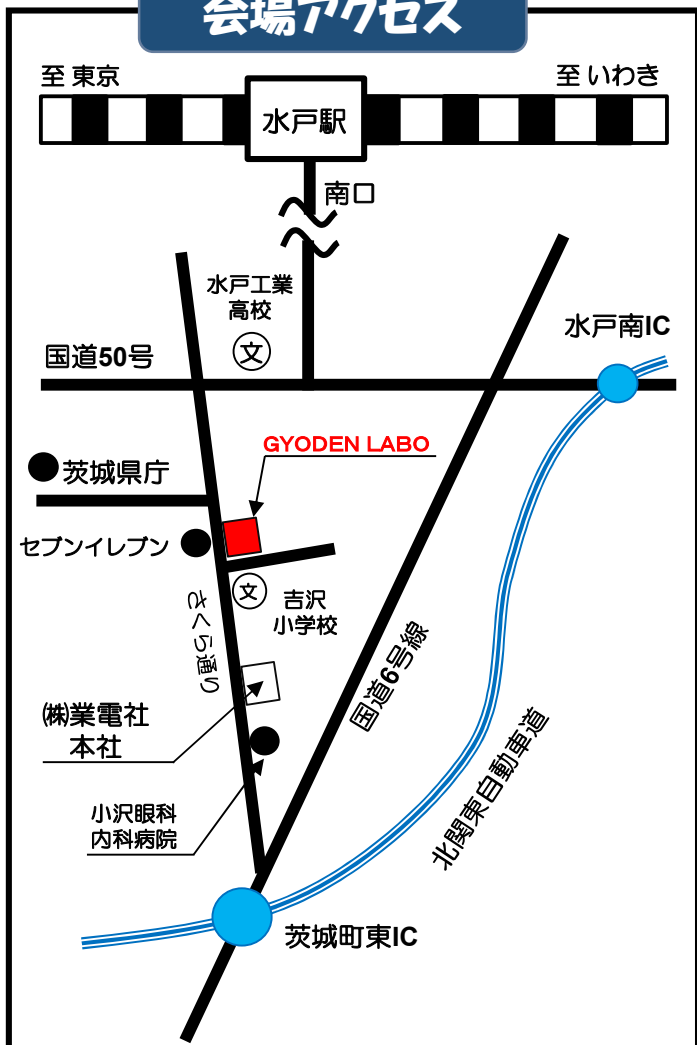 会場アクセス
至 東京
至 いわき
水戸駅
南口
水戸工業
高校
文
水戸南IC
国道50号
GYODEN LABO
茨城県庁
セブンイレブン
文
吉沢
小学校
さくら通り
国道6号線
㈱業電社
本社
北関東自動車道
小沢眼科
内科病院
茨城町東IC